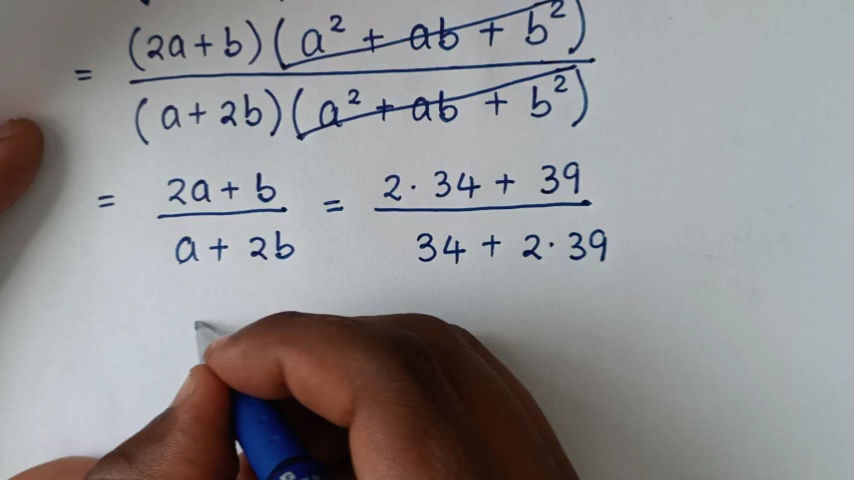 = (2a + b)(a² + ab + b²) / (a + 2b)(a² + ab + b²)
= 2a + b / a + 2b = 2 · 34 + 39 / 34 + 2 · 39